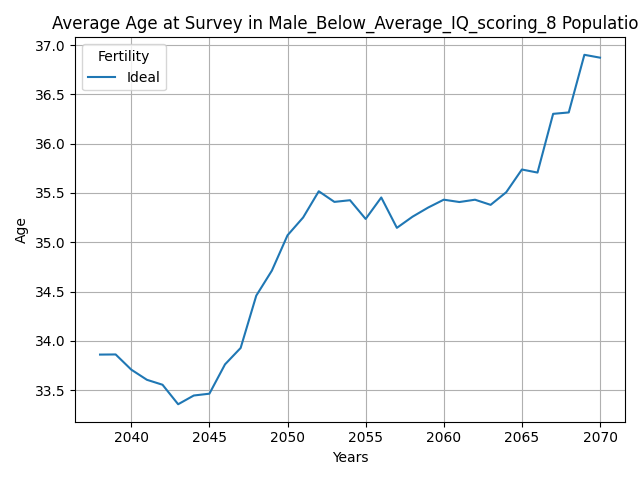 Average Age at Survey in Male_Below_Average_IQ_scoring_8 Populatio
37.0
36.5
36.0
35.5
35.0
34.5
34.0
33.5
Fertility
Ideal
Age
2040 2045 2050 2055 2060 2065 2070
Years